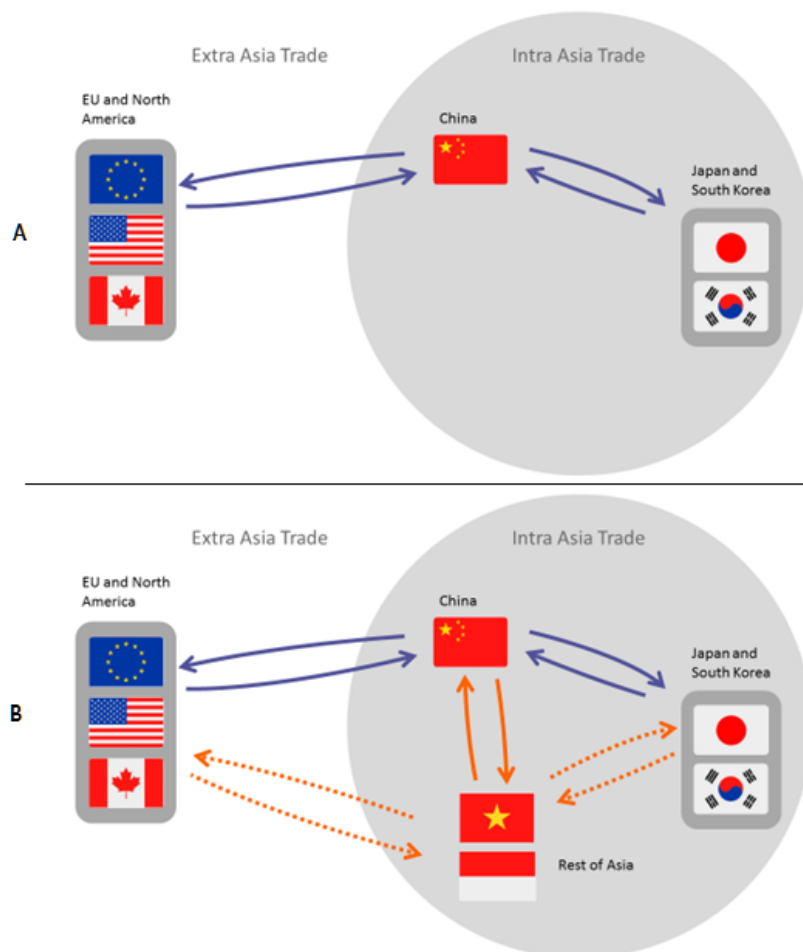 Extra Asia Trade
Intra Asia Trade
EU and North
America
China
Japan and
South Korea
A
Extra Asia Trade
Intra Asia Trade
EU and North
America
China
Japan and
South Korea
B
Rest of Asia